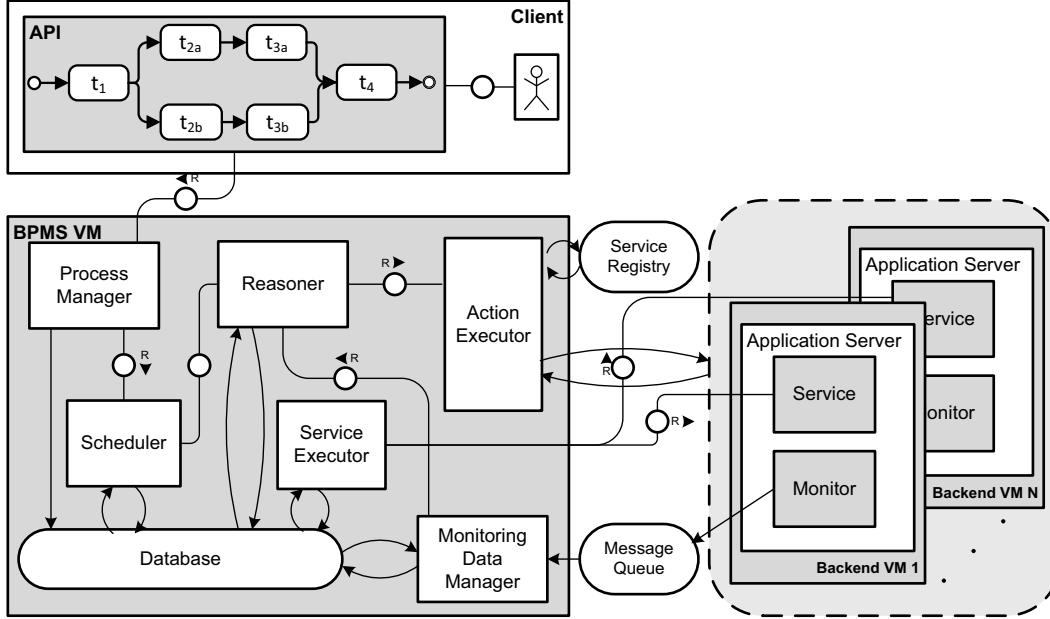 Client
API
t1
t2a
t3a
t2b
t3b
t4
R
BPMS VM
Process
Manager
Reasoner
R
Action
Executor
Service
Registry
R
R
R
Scheduler
Service
Executor
Database
Monitoring
Data
Manager
Message
Queue
R
Application Server
Service
Monitor
Backend VM 1
Application Server
ervice
onitor
Backend VM N